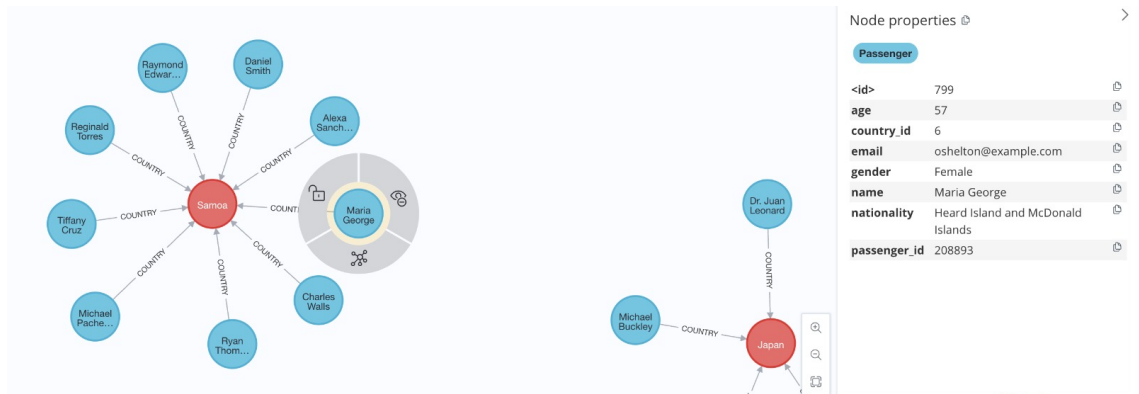 Raymond
Edwar...
Daniel
Smith
Reginald
Torres
Alexa
Sanch...
Tiffany
Cruz
Samoa
Maria
George
Michael
Pache...
Ryan
Thom...
Charles
Walls
COUNTRY
COUNTRY
COUNTRY
COUNTRY
COUNTRY
COUNT
COUNTRY
COUNTRY
COUNTRY
Dr. Juan
Leonard
COUNTRY
Michael
Buckley
COUNTRY
Japan
Node properties
Passenger
<id> 799
age 57
country_id 6
email oshelton@example.com
gender Female
name Maria George
nationality Heard Island and McDonald
Islands
passenger_id 208893